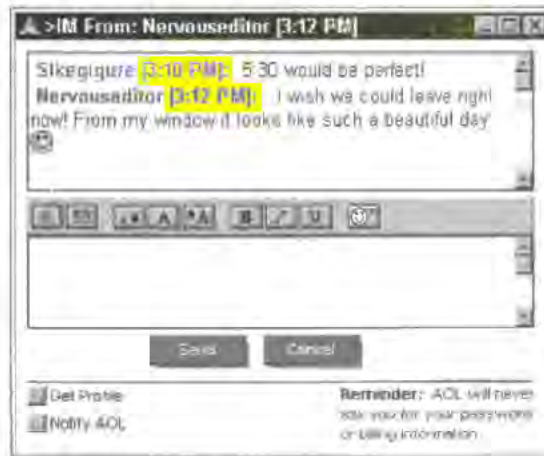 >IM From: Nervouseditor [3:12 PM]
Slkegigure [3:10 PM]: 5:30 would be perfect!
Nervouseditor [3:12 PM]: I wish we could leave right
now! From my window it looks like such a beautiful day
A A A B I U
Send Cancel
Get Profile
Notify AOL
Reminder: AOL will never
ask you for your password
or billing information